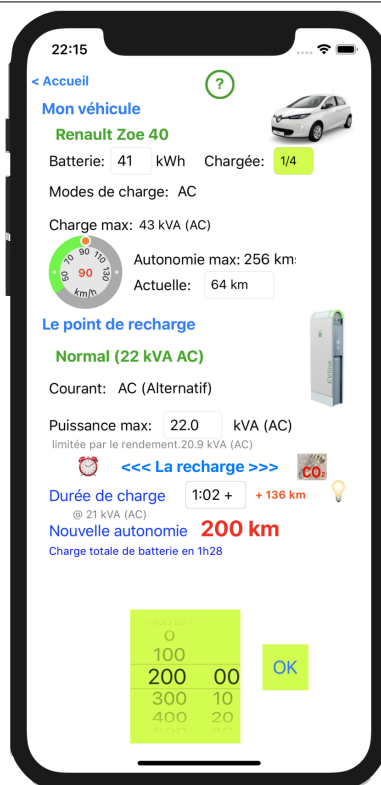 22:15
< Accueil
?
Mon véhicule
Renault Zoe 40
Batterie: 41 kWh Chargée: 1/4
Modes de charge: AC
Charge max: 43 kVA (AC)
50 70 90 110 130
90
km/h
Autonomie max: 256 km
Actuelle: 64 km
Le point de recharge
Normal (22 kVA AC)
EVlink
Courant: AC (Alternatif)
Puissance max: 22.0 kVA (AC)
limitée par le rendement.20.9 kVA (AC)
<<< La recharge >>>
CO2
Durée de charge 1:02 + + 136 km
@ 21 kVA (AC)
Nouvelle autonomie 200 km
Charge totale de batterie en 1h28
0
100
200 00
300 10
400 20
OK